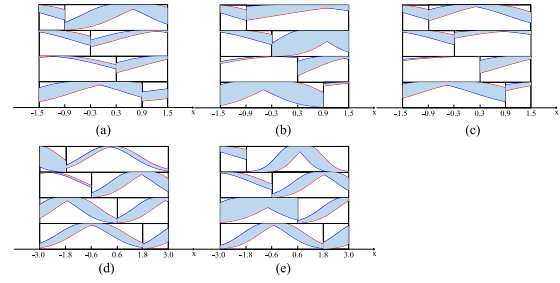 -1.5 -0.9 -0.3 0.3 0.9 1.5 x
(a)
-1.5 -0.9 -0.3 0.3 0.9 1.5 x
(b)
-1.5 -0.9 -0.3 0.3 0.9 1.5 x
(c)
-3.0 -1.8 -0.6 0.6 1.8 3.0 x
(d)
-3.0 -1.8 -0.6 0.6 1.8 3.0 x
(e)